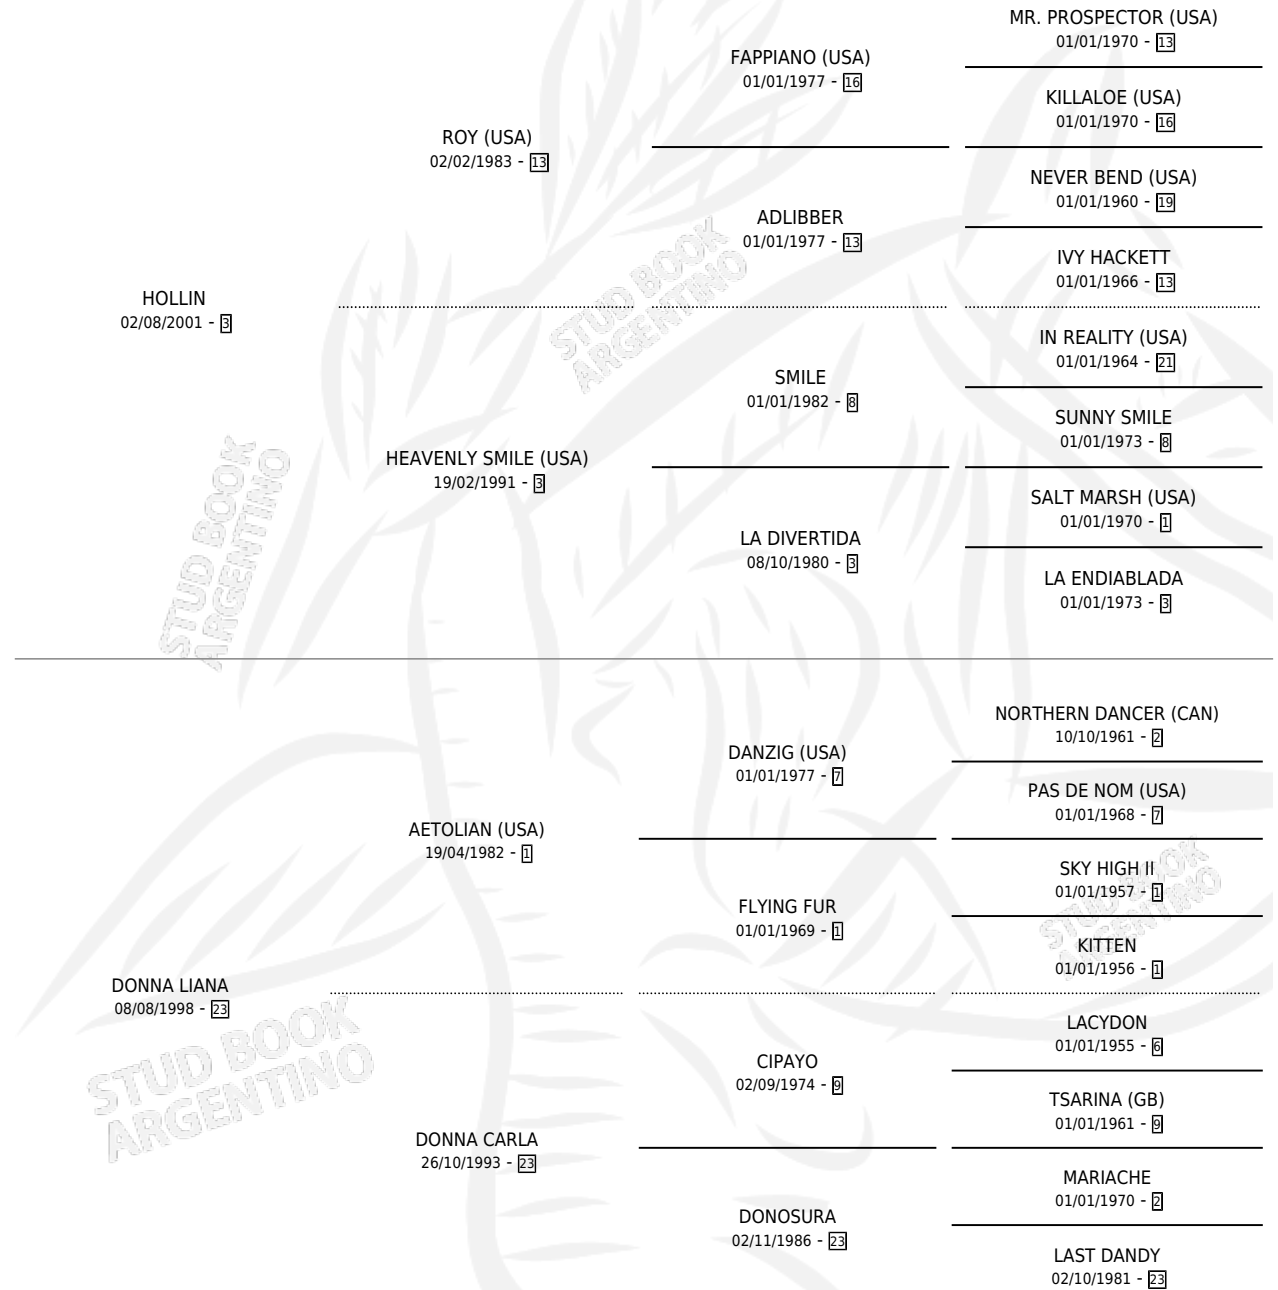 MR. PROSPECTOR (USA)
01/01/1970 - 13
FAPPIANO (USA)
01/01/1977 - 16
KILLALOE (USA)
01/01/1970 - 16
ROY (USA)
02/02/1983 - 13
NEVER BEND (USA)
01/01/1960 - 19
ADLIBBER
01/01/1977 - 13
IVY HACKETT
01/01/1966 - 13
HOLLIN
02/08/2001 - 3
STUD BOOK
ARGENTINO
IN REALITY (USA)
01/01/1964 - 21
SMILE
01/01/1982 - 8
SUNNY SMILE
01/01/1973 - 8
HEAVENLY SMILE (USA)
19/02/1991 - 3
SALT MARSH (USA)
01/01/1970 - 1
LA DIVERTIDA
08/10/1980 - 3
LA ENDIABLADA
01/01/1973 - 3
STUD BOOK
ARGENTINO
NORTHERN DANCER (CAN)
10/10/1961 - 2
DANZIG (USA)
01/01/1977 - 7
PAS DE NOM (USA)
01/01/1968 - 7
AETOLIAN (USA)
19/04/1982 - 1
SKY HIGH II
01/01/1957 - 1
FLYING FUR
01/01/1969 - 1
KITTEN
01/01/1956 - 1
STUD BOOK
ARGENTINO
DONNA LIANA
08/08/1998 - 23
STUD BOOK
ARGENTINO
LACYDON
01/01/1955 - 6
CIPAYO
02/09/1974 - 9
TSARINA (GB)
01/01/1961 - 9
DONNA CARLA
26/10/1993 - 23
MARIACHE
01/01/1970 - 2
DONOSURA
02/11/1986 - 23
LAST DANDY
02/10/1981 - 23